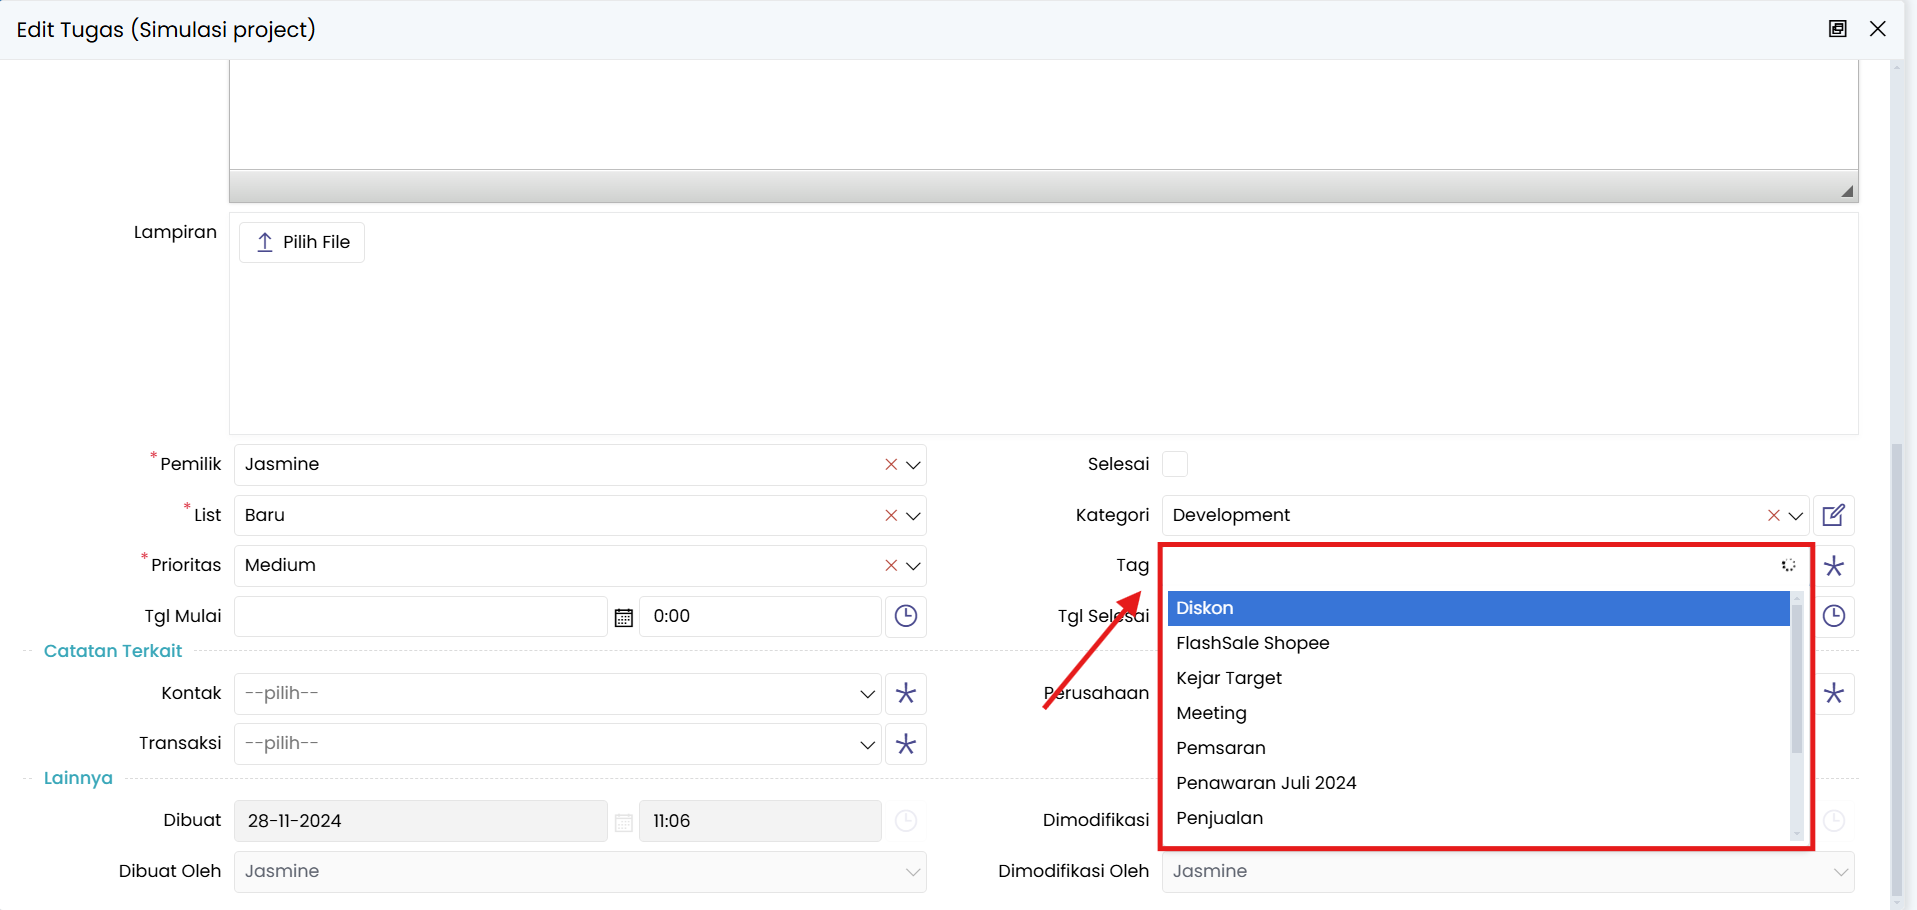 Edit Tugas (Simulasi project)
Lampiran
Pilih File
* Pemilik Jasmine
Selesai
* List Baru
Kategori Development
* Prioritas Medium
Tag
Diskon
FlashSale Shopee
Kejar Target
Meeting
Pemsaran
Penawaran Juli 2024
Penjualan
Tgl Mulai 0:00
Tgl Selesai
Catatan Terkait
Kontak --pilih--
Perusahaan
Transaksi --pilih--
Lainnya
Dibuat 28-11-2024 11:06
Dimodifikasi
Dibuat Oleh Jasmine
Dimodifikasi Oleh Jasmine